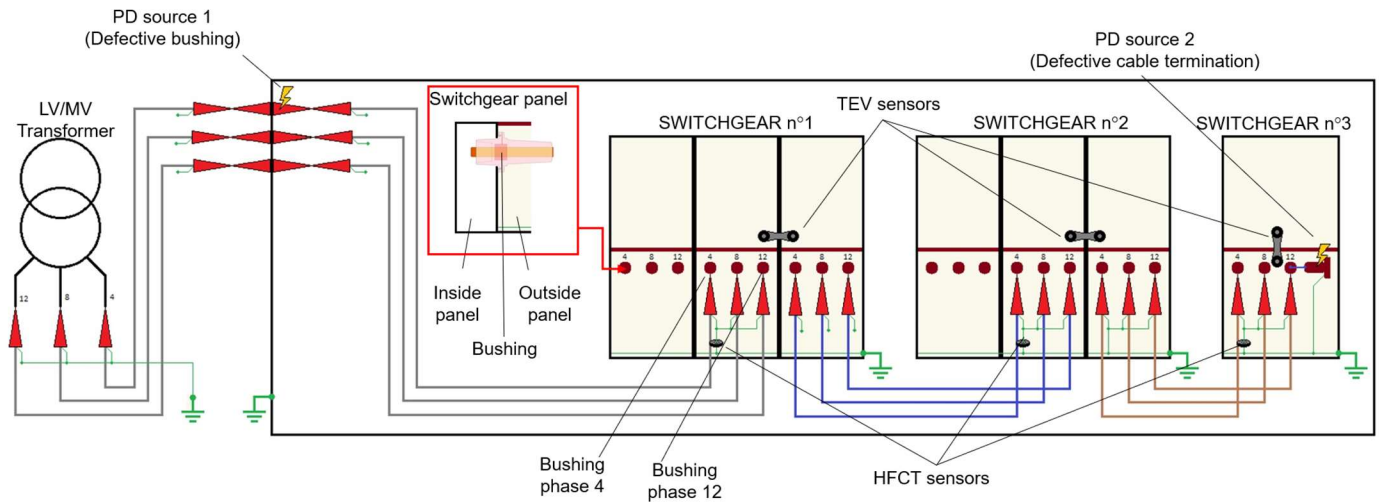 PD source 1
(Defective bushing)
PD source 2
(Defective cable termination)
LV/MV
Transformer
Switchgear panel
TEV sensors
SWITCHGEAR n°1
SWITCHGEAR n°2
SWITCHGEAR n°3
4 8 12 4 8 12 4 8 12
4 8 12 4 8 12
4 8 12
Inside
panel
Outside
panel
Bushing
12 8 4
Bushing
phase 4
Bushing
phase 12
HFCT sensors